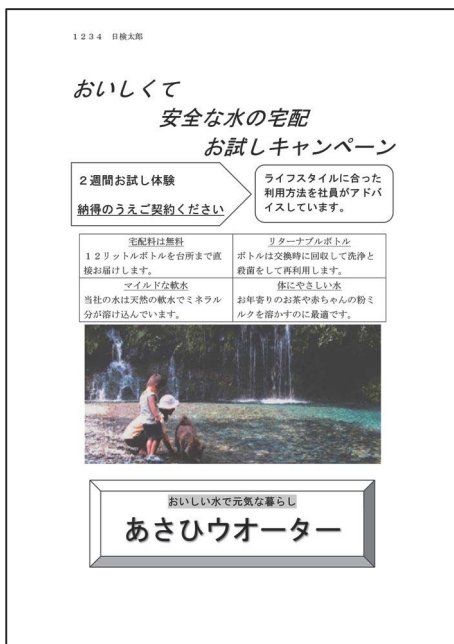 １２３４　日検太郎
おいしくて
安全な水の宅配
お試しキャンペーン
２週間お試し体験
納得のうえご契約ください
ライフスタイルに合った
利用方法を社員がアドバ
イスしています。
宅配料は無料
１２リットルボトルを台所まで直
接お届けします。
リターナブルボトル
ボトルは交換時に回収して洗浄と
殺菌をして再利用します。
マイルドな軟水
当社の水は天然の軟水でミネラル
分が溶け込んでいます。
体にやさしい水
お年寄りのお茶や赤ちゃんの粉ミ
ルクを溶かすのに最適です。
おいしい水で元気な暮らし
あさひウオーター